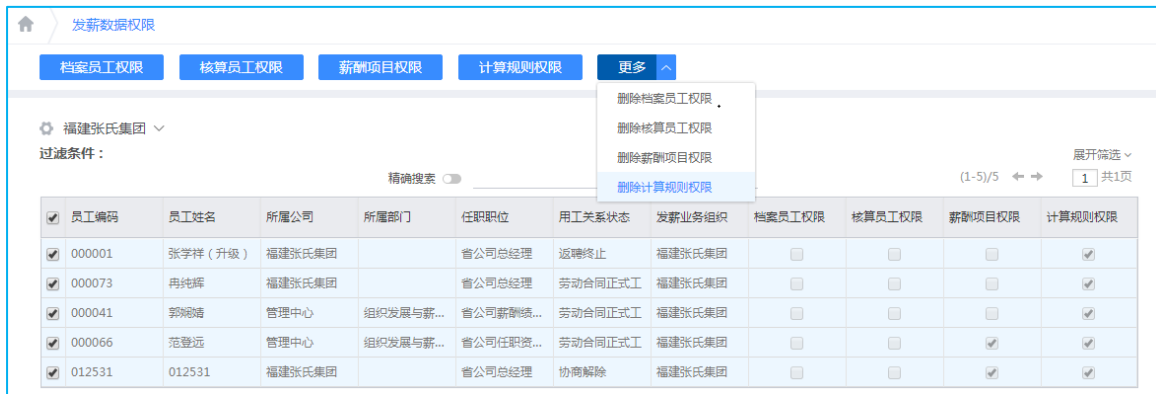 发薪数据权限
档案员工权限 核算员工权限 薪酬项目权限 计算规则权限 更多
删除档案员工权限
福建张氏集团 删除核算员工权限
过滤条件： 删除薪酬项目权限 展开筛选
精确搜索 删除计算规则权限 (1-5)/5 1 共1页
员工编码 员工姓名 所属公司 所属部门 任职职位 用工关系状态 发薪业务组织 档案员工权限 核算员工权限 薪酬项目权限 计算规则权限
000001 张学祥（升级） 福建张氏集团 省公司总经理 返聘终止 福建张氏集团
000073 冉纯辉 福建张氏集团 省公司总经理 劳动合同正式工 福建张氏集团
000041 郭婉婧 管理中心 组织发展与薪... 省公司薪酬绩... 劳动合同正式工 福建张氏集团
000066 范登远 管理中心 组织发展与薪... 省公司任职资... 劳动合同正式工 福建张氏集团
012531 012531 福建张氏集团 省公司总经理 协商解除 福建张氏集团